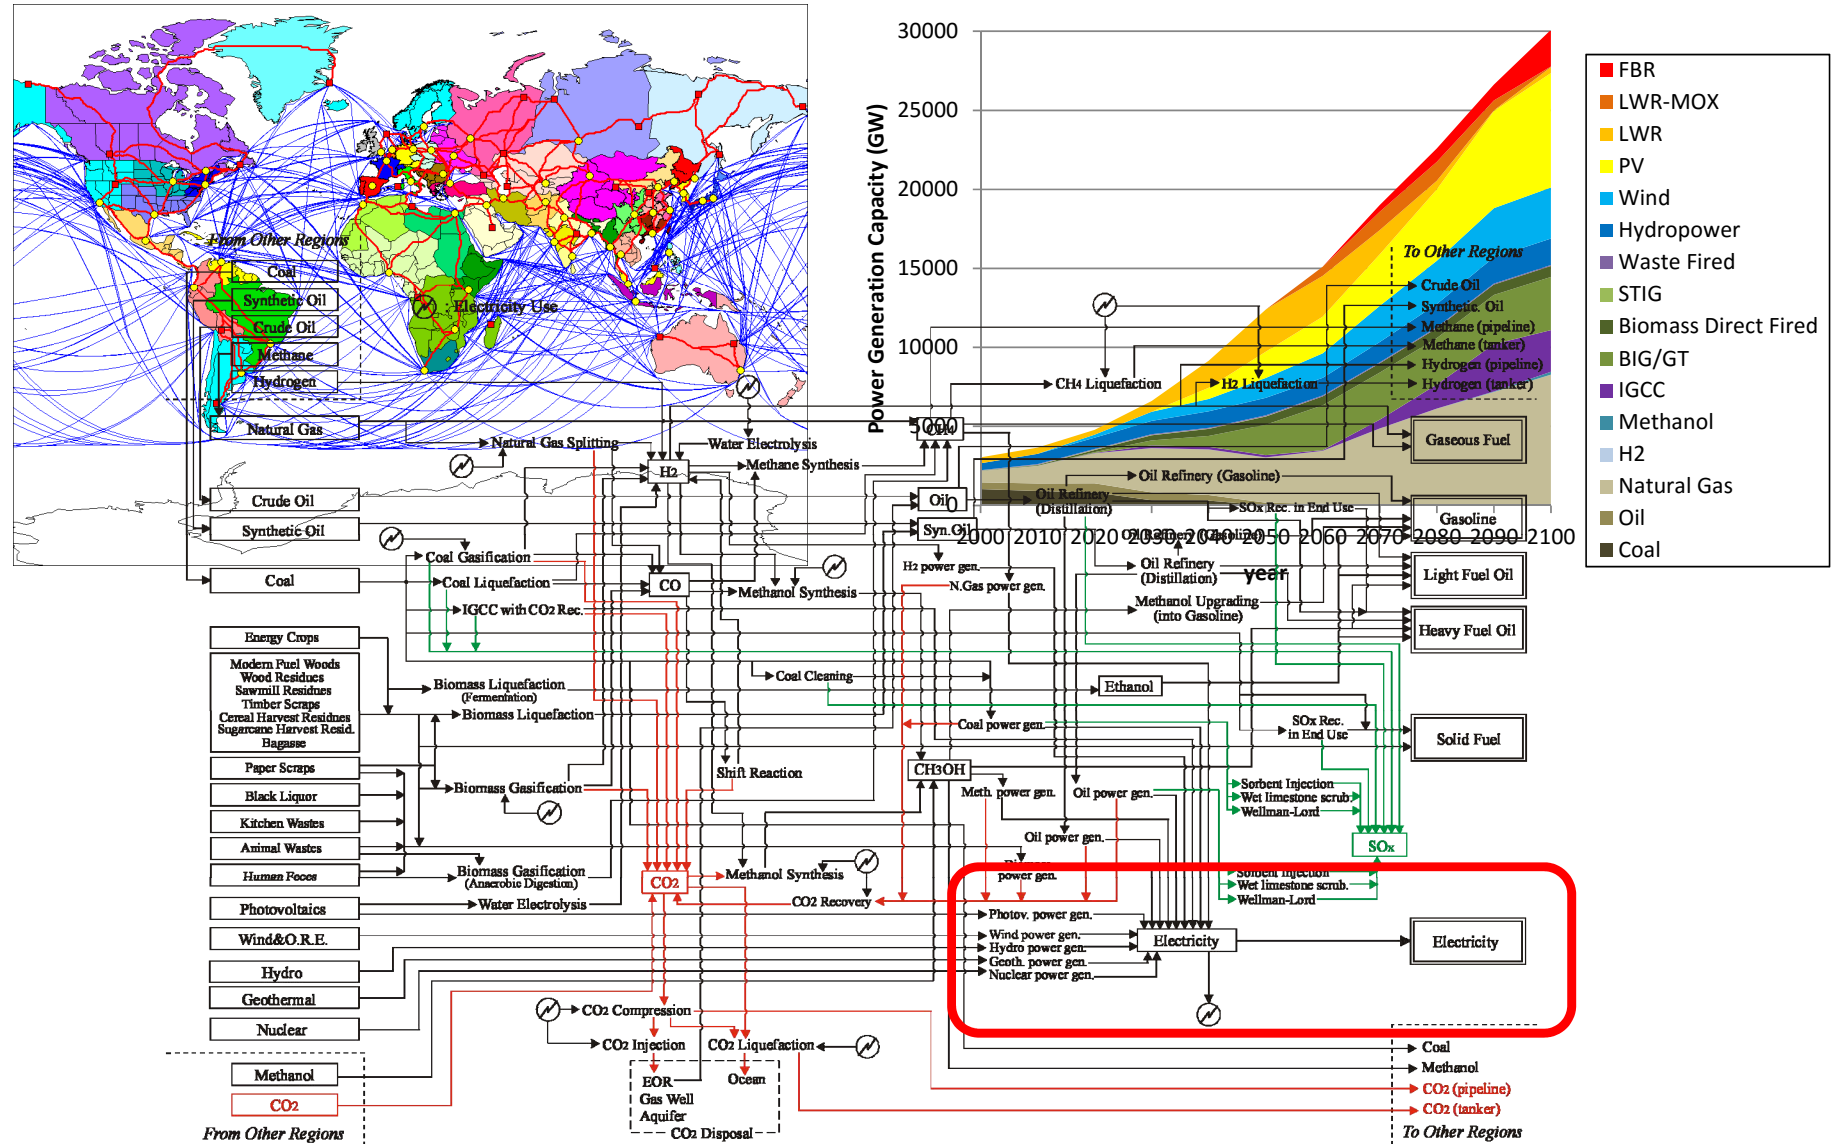 30000
25000
20000
15000
10000
5000
0
Power Generation Capacity (GW)
2000 2010 2020 2030 2040 2050 2060 2070 2080 2090 2100
year
FBR
LWR-MOX
LWR
PV
Wind
Hydropower
Waste Fired
STIG
Biomass Direct Fired
BIG/GT
IGCC
Methanol
H2
Natural Gas
Oil
Coal
From Other Regions
Coal
Synthetic Oil
Crude Oil
Methane
Hydrogen
Electricity Use
To Other Regions
Crude Oil
Synthetic. Oil
Methane (pipeline)
Methane (tanker)
Hydrogen (pipeline)
Hydrogen (tanker)
CH4 Liquefaction
H2 Liquefaction
Natural Gas
Natural Gas Splitting
Water Electrolysis
CH4
Gaseous Fuel
H2
Methane Synthesis
Oil Refinery (Gasoline)
Crude Oil
Oil
Oil Refinery
(Distillation)
SOx Rec. in End Use
Gasoline
Synthetic Oil
Syn.Oil
Oil Refinery (Gasoline)
Coal Gasification
H2 power gen.
Oil Refinery
(Distillation)
Light Fuel Oil
Coal
Coal Liquefaction
CO
Methanol Synthesis
N.Gas power gen.
IGCC with CO2 Rec.
Methanol Upgrading
(into Gasoline)
Heavy Fuel Oil
Energy Crops
Modern Fuel Woods
Wood Residues
Sawmill Residnes
Timber Scraps
Cereal Harvest Residnes
Sugarcane Harvest Resid.
Bagasse
Coal Cleaning
Biomass Liquefaction
(Fermentation)
Ethanol
Biomass Liquefaction
Coal power gen.
SOx Rec.
in End Use
Solid Fuel
Paper Scraps
Shift Reaction
CH3OH
Black Liquor
Biomass Gasification
Meth. power gen.
Oil power gen.
Sorbent Injection
Wet limestone scrub.
Wellman-Lord
Kitchen Wastes
Oil power gen.
SOx
Animal Wastes
Biomass
power gen.
Human Feces
Biomass Gasification
(Anaerobic Digestion)
CO2
Methanol Synthesis
Sorbent Injection
Wet limestone scrub.
Wellman-Lord
Photovoltaics
Water Electrolysis
CO2 Recovery
Photov. power gen.
Wind&O.R.E.
Wind power gen.
Electricity
Electricity
Hydro
Hydro power gen.
Geoth. power gen.
Nuclear power gen.
Geothermal
Nuclear
CO2 Compression
CO2 Injection
CO2 Liquefaction
Coal
Methanol
CO2 (pipeline)
CO2 (tanker)
To Other Regions
Methanol
CO2
From Other Regions
EOR
Gas Well
Aquifer
Ocean
CO2 Disposal